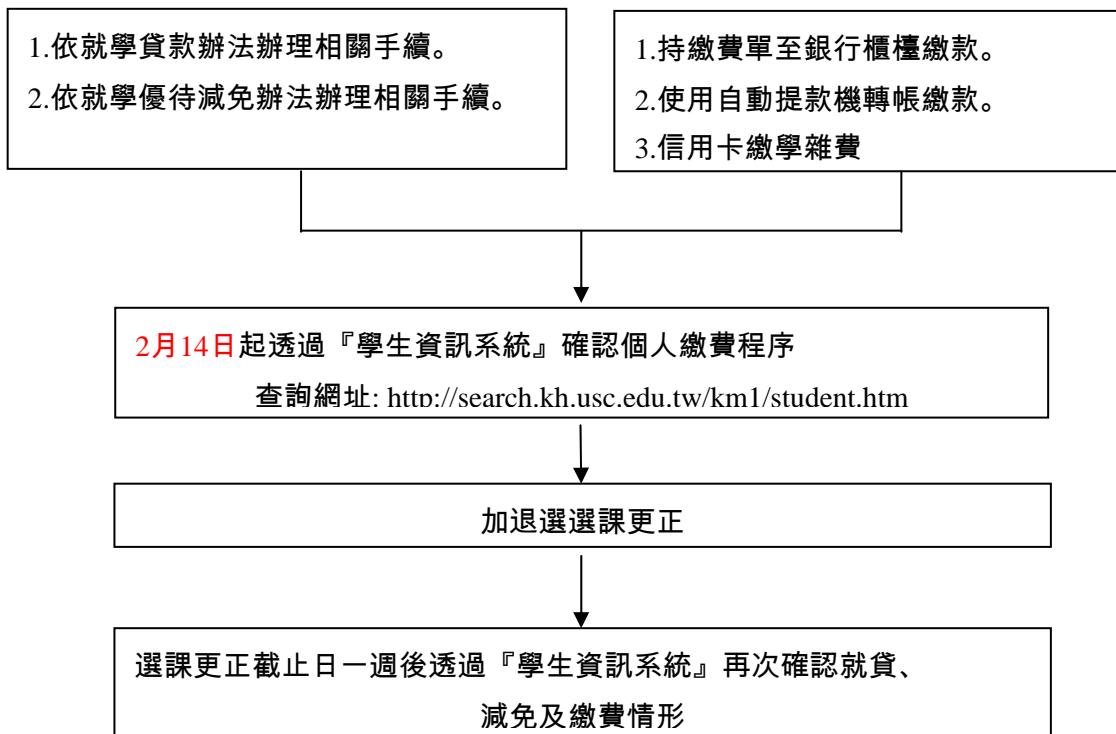 1.依就學貸款辦法辦理相關手續。
2.依就學優待減免辦法辦理相關手續。
1.持繳費單至銀行櫃檯繳款。
2.使用自動提款機轉帳繳款。
3.信用卡繳學雜費
2月14日起透過『學生資訊系統』確認個人繳費程序
查詢網址: http://search.kh.usc.edu.tw/km1/student.htm
加退選選課更正
選課更正截止日一週後透過『學生資訊系統』再次確認就貸、
減免及繳費情形